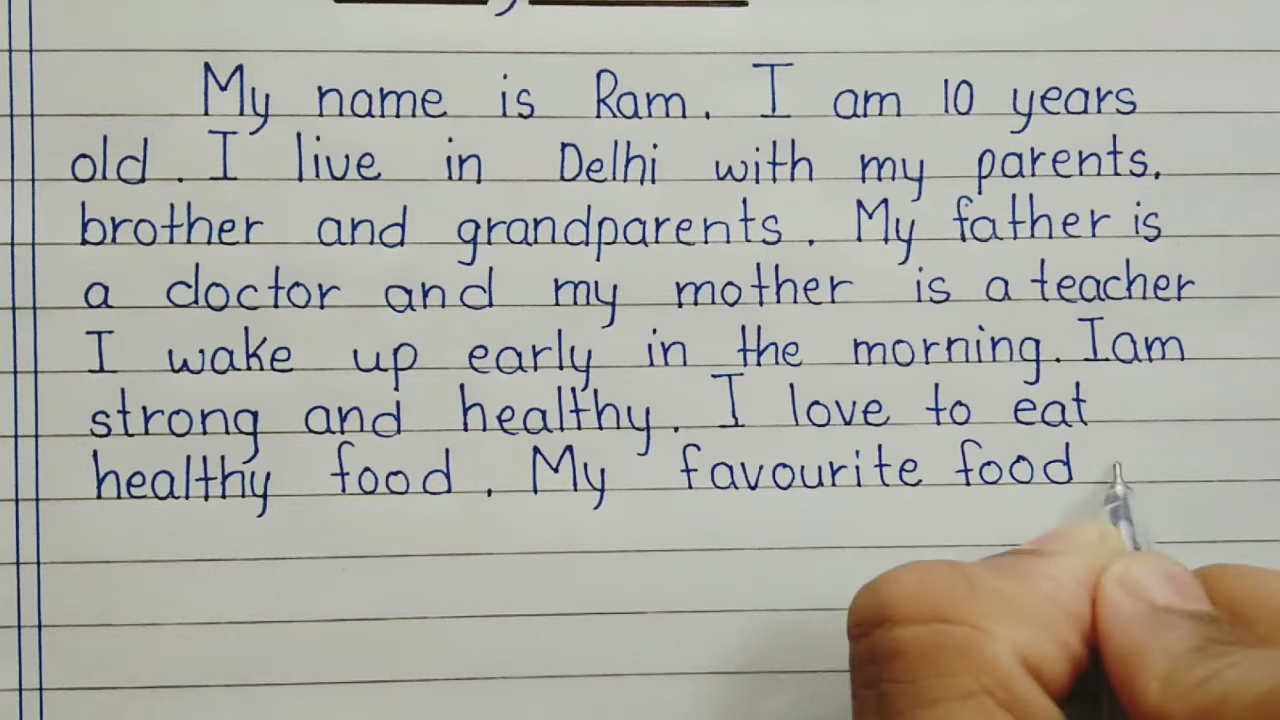 My name is Ram. I am 10 years
old. I live in Delhi with my parents.
brother and grandparents. My father is
a doctor and my mother is a teacher
I wake up early in the morning. I am
strong and healthy. I love to eat
healthy food. My favourite food